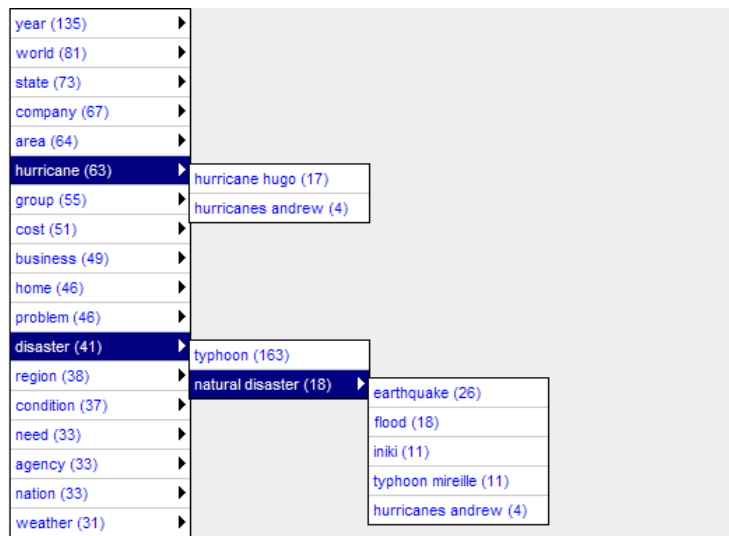 year (135)
world (81)
state (73)
company (67)
area (64)
hurricane (63)
hurricane hugo (17)
hurricanes andrew (4)
group (55)
cost (51)
business (49)
home (46)
problem (46)
disaster (41)
typhoon (163)
natural disaster (18)
earthquake (26)
flood (18)
iniki (11)
typhoon mireille (11)
hurricanes andrew (4)
region (38)
condition (37)
need (33)
agency (33)
nation (33)
weather (31)